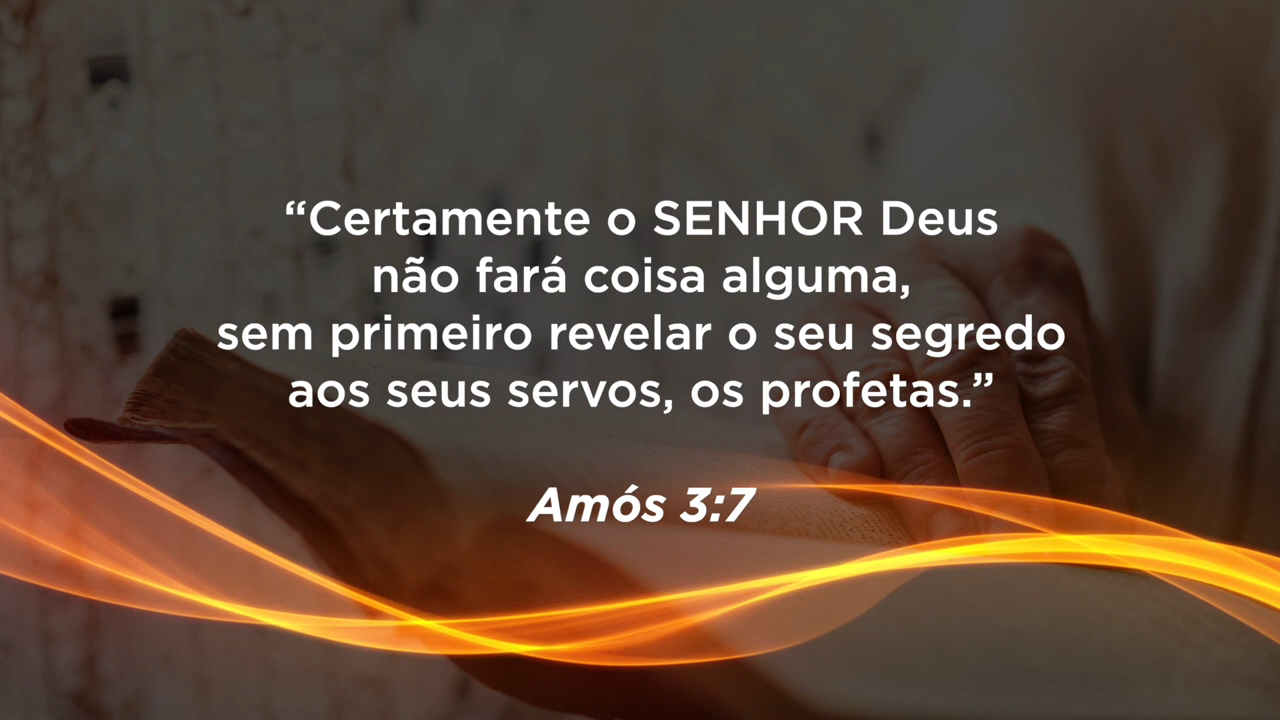 “Certamente o SENHOR Deus
não fará coisa alguma,
sem primeiro revelar o seu segredo
aos seus servos, os profetas.”
Amós 3:7